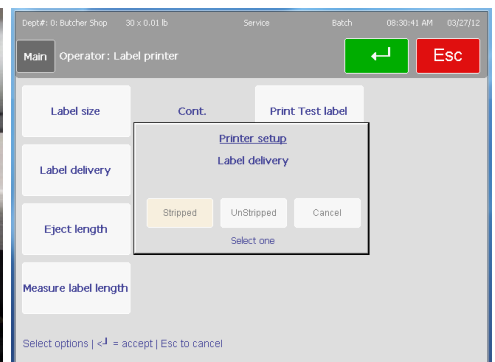 Dept#: 0: Butcher Shop 30 x 0.01 lb Service Batch 08:30:41 AM 03/27/12
Main Operator: Label printer Esc
Label size Cont. Print Test label
Printer setup
Label delivery
Label delivery
Stripped UnStripped Cancel
Eject length
Select one
Measure label length
Select options | <┘ = accept | Esc to cancel